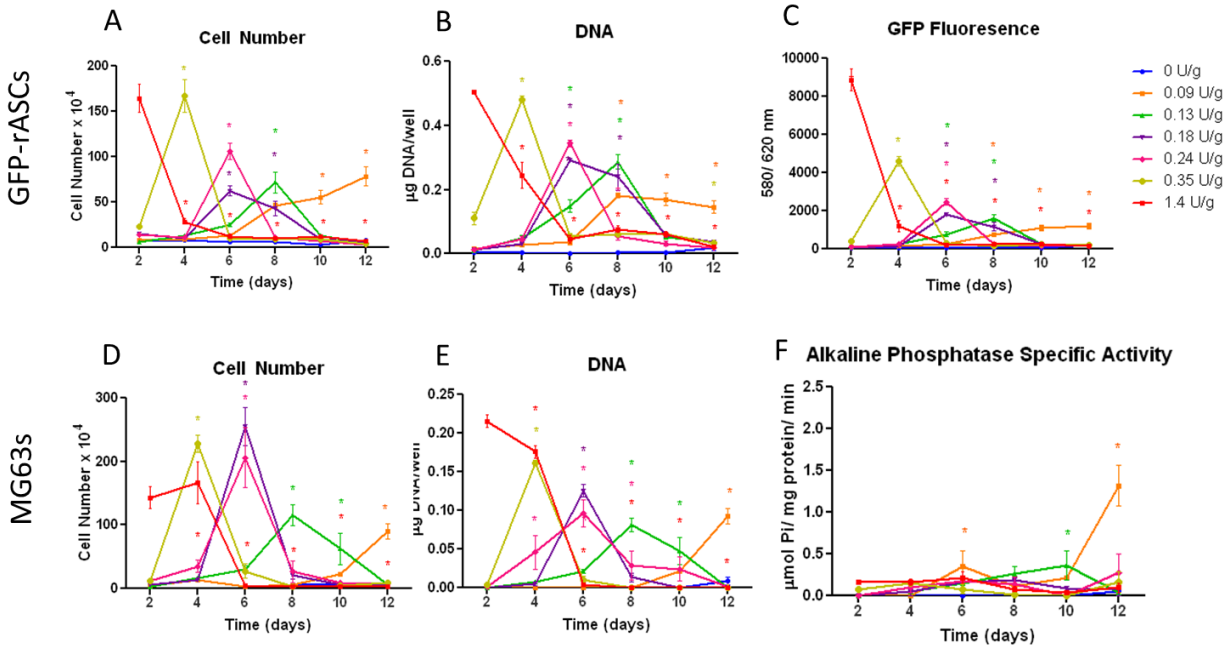 GFP-rASCs
A
Cell Number
Cell Number x 10⁴
200
150
100
50
0
2 4 6 8 10 12
Time (days)
B
DNA
µg DNA/well
0.6
0.4
0.2
0.0
2 4 6 8 10 12
Time (days)
C
GFP Fluoresence
580/ 620 nm
10000
8000
6000
4000
2000
0
2 4 6 8 10 12
Time (days)
0 U/g
0.09 U/g
0.13 U/g
0.18 U/g
0.24 U/g
0.35 U/g
1.4 U/g
MG63s
D
Cell Number
Cell Number x 10⁴
300
200
100
0
2 4 6 8 10 12
Time (days)
E
DNA
µg DNA/well
0.25
0.20
0.15
0.10
0.05
0.00
2 4 6 8 10 12
Time (days)
F
Alkaline Phosphatase Specific Activity
µmol Pi/ mg protein/ min
2.5
2.0
1.5
1.0
0.5
0.0
2 4 6 8 10 12
Time (days)